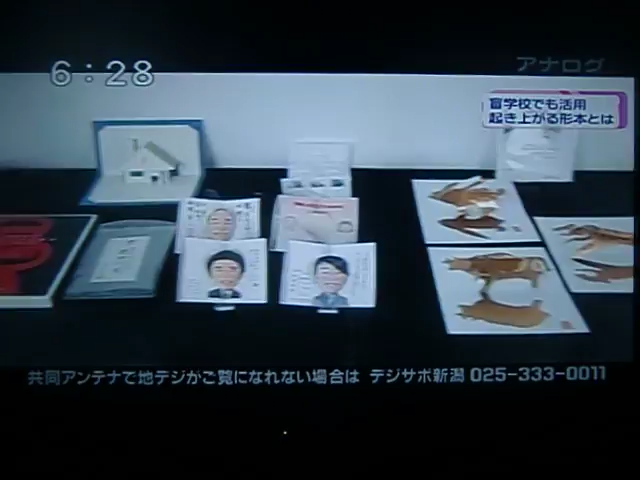 6:28
アナログ
盲学校でも活用
起き上がる形本とは
共同アンテナで地デジがご覧になれない場合は デジサポ新潟 025-333-0011